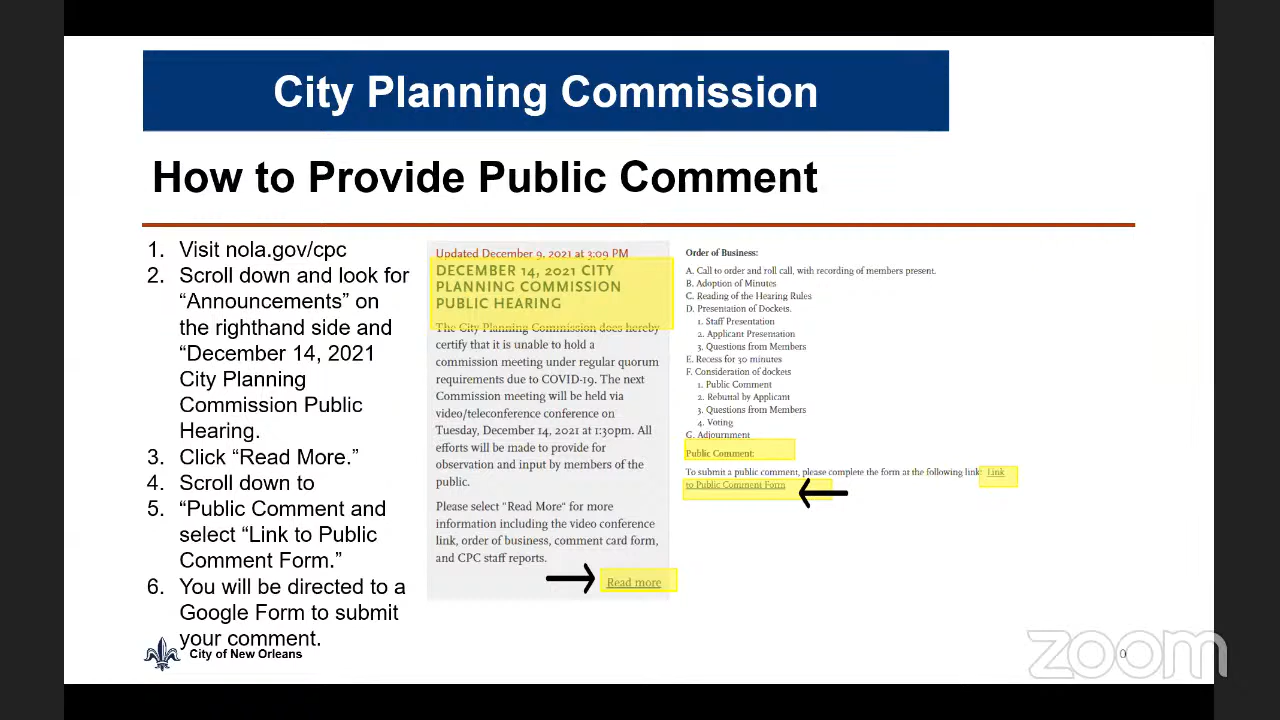 City Planning Commission
How to Provide Public Comment
1. Visit nola.gov/cpc
2. Scroll down and look for
“Announcements” on
the righthand side and
“December 14, 2021
City Planning
Commission Public
Hearing.
3. Click “Read More.”
4. Scroll down to
5. “Public Comment and
select “Link to Public
Comment Form.”
6. You will be directed to a
Google Form to submit
your comment.
Updated December 9, 2021 at 3:09 PM
DECEMBER 14, 2021 CITY
PLANNING COMMISSION
PUBLIC HEARING
The City Planning Commission does hereby
certify that it is unable to hold a
commission meeting under regular quorum
requirements due to COVID-19. The next
Commission meeting will be held via
video/teleconference conference on
Tuesday, December 14, 2021 at 1:30pm. All
efforts will be made to provide for
observation and input by members of the
public.
Please select "Read More" for more
information including the video conference
link, order of business, comment card form,
and CPC staff reports.
Read more
Order of Business:
A. Call to order and roll call, with recording of members present.
B. Adoption of Minutes
C. Reading of the Hearing Rules
D. Presentation of Dockets.
1. Staff Presentation
2. Applicant Presentation
3. Questions from Members
E. Recess for 30 minutes
F. Consideration of dockets
1. Public Comment
2. Rebuttal by Applicant
3. Questions from Members
4. Voting
G. Adjournment
Public Comment:
To submit a public comment, please complete the form at the following link: Link
to Public Comment Form
City of New Orleans
0
zoom